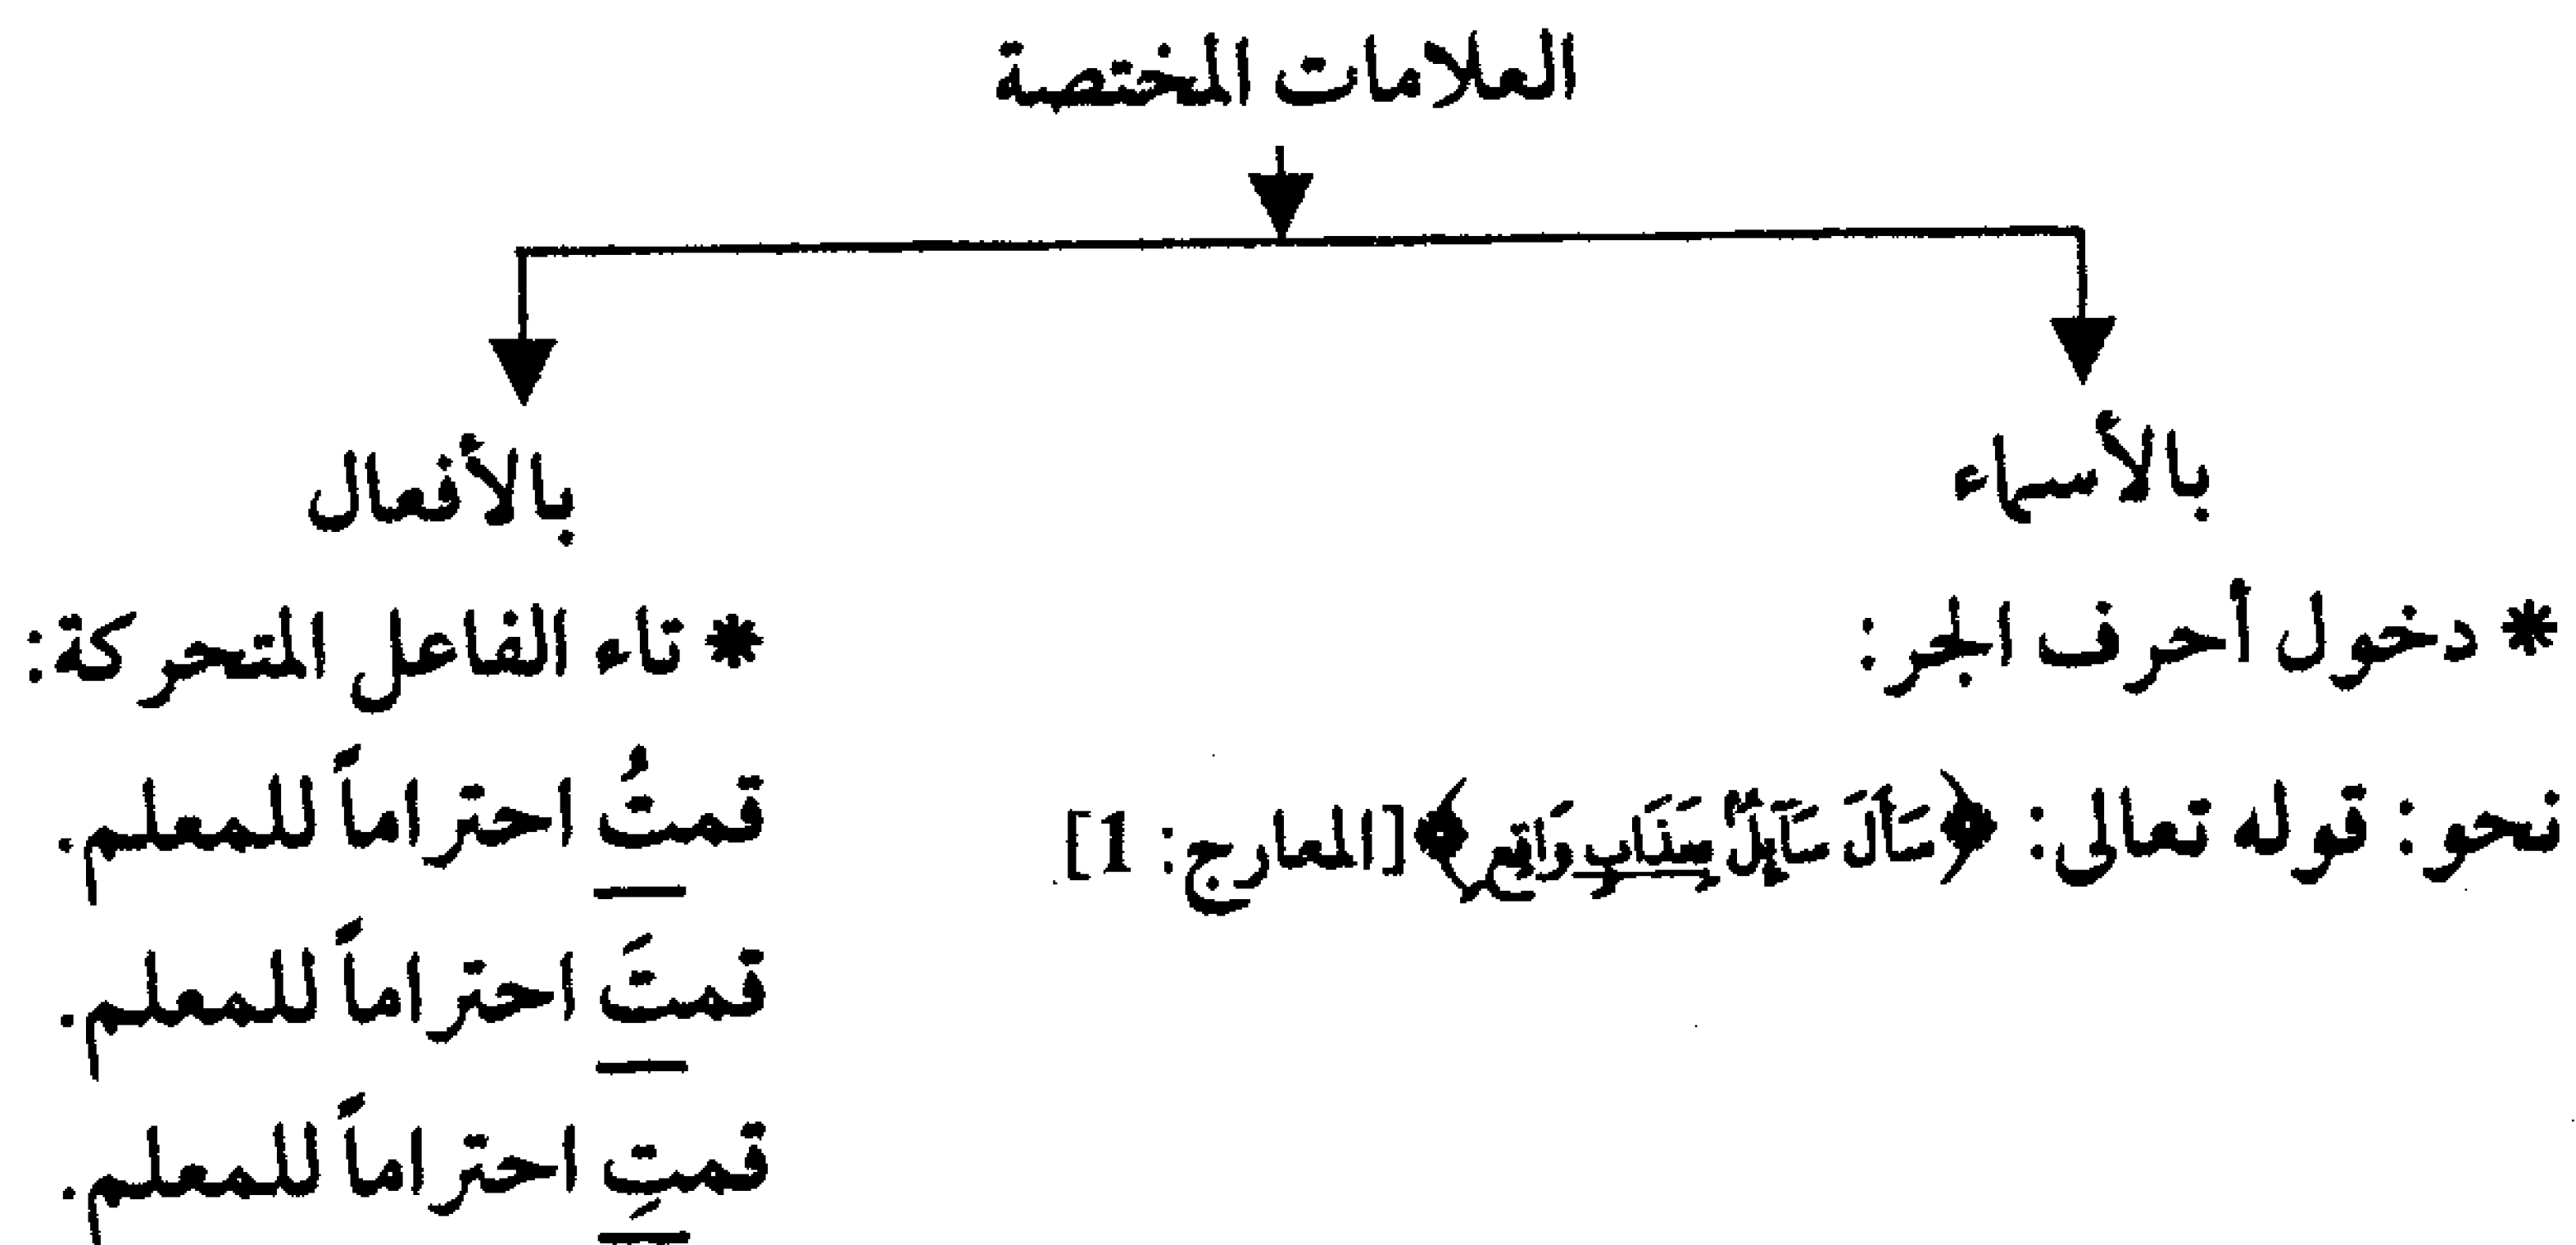 العلامات المختصة
بالأسماء
* دخول أحرف الجر:
نحو: قوله تعالى: ﴿سَأَلَ سَآئِلٌۢ بِعَذَابٖ وَاقِعٖ﴾ [المعارج: 1]
بالأفعال
* تاء الفاعل المتحركة:
قمتُ احتراماً للمعلم.
قمتَ احتراماً للمعلم.
قمتِ احتراماً للمعلم.